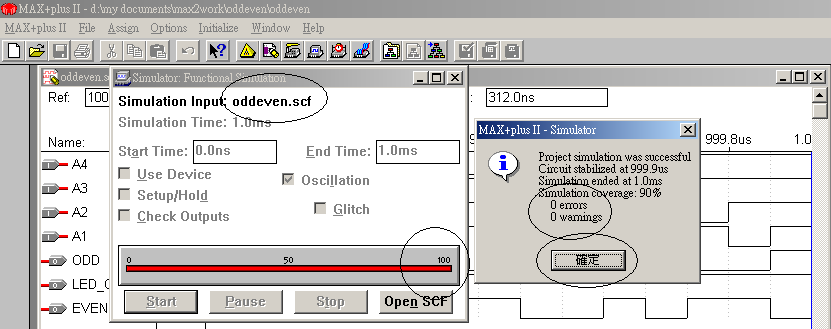 MAX+plus II - d:\my documents\max2work\oddeven\oddeven
MAX+plus II File Assign Options Initialize Window Help
oddeven.s
Simulator: Functional Simulation
Ref: 100
312.0ns
Simulation Input: oddeven.scf
Simulation Time: 1.0ms
Start Time: 0.0ns End Time: 1.0ms
Use Device
Oscillation
Setup/Hold
Glitch
Check Outputs
0 50 100
Start Pause Stop Open SCF
MAX+plus II - Simulator
Project simulation was successful
Circuit stabilized at 999.9us
Simulation ended at 1.0ms
Simulation coverage: 90%
0 errors
0 warnings
確定
999.8us 1.0
Name:
A4
A3
A2
A1
ODD
LED_
EVEN